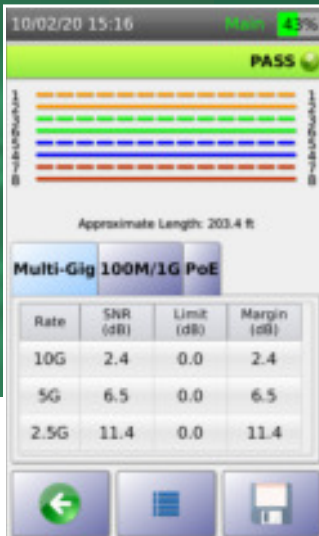 10/02/20 15:16 Main 43%
PASS
1 1
2 2
3 3
6 6
5 5
4 4
7 7
8 8
Approximate Length: 203.4 ft
Multi-Gig 100M/1G PoE
Rate SNR (dB) Limit (dB) Margin (dB)
10G 2.4 0.0 2.4
5G 6.5 0.0 6.5
2.5G 11.4 0.0 11.4